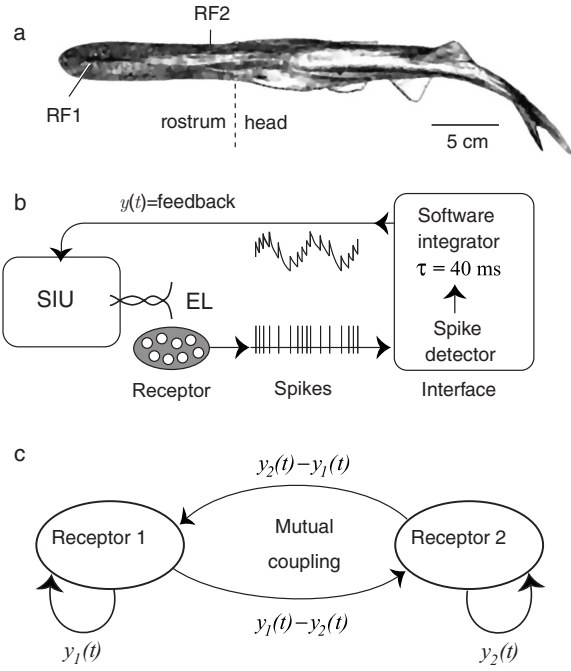 a
RF2
RF1
rostrum
head
5 cm
b
y(t)=feedback
Software
integrator
τ = 40 ms
SIU
EL
Spike
detector
Receptor
Spikes
Interface
c
y₂(t)–y₁(t)
Receptor 1
Mutual
coupling
Receptor 2
y₁(t)–y₂(t)
y₁(t)
y₂(t)